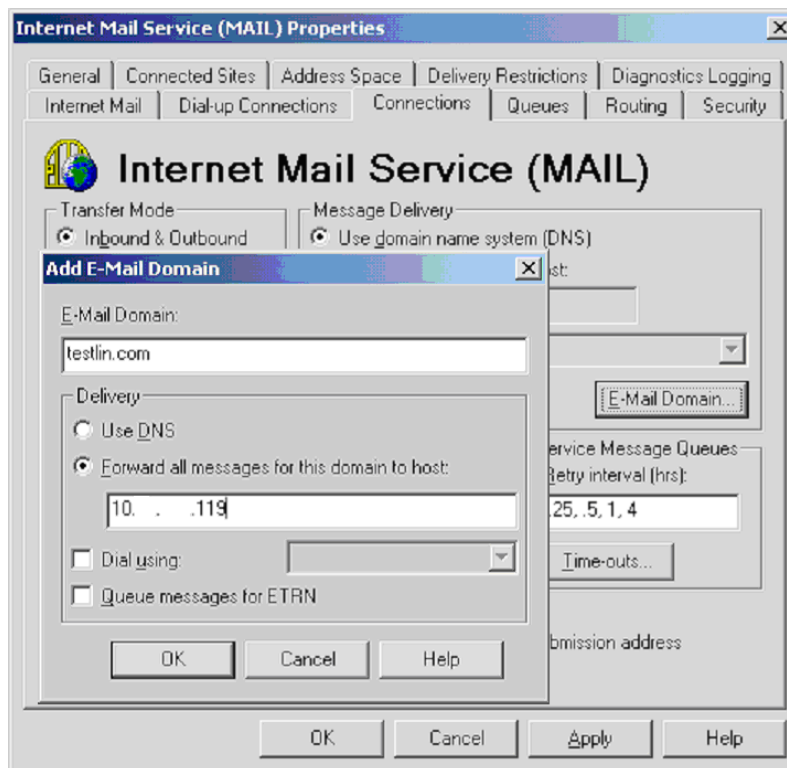 Internet Mail Service (MAIL) Properties
General Connected Sites Address Space Delivery Restrictions Diagnostics Logging
Internet Mail Dial-up Connections Connections Queues Routing Security
Internet Mail Service (MAIL)
Transfer Mode Message Delivery
Inbound & Outbound Use domain name system (DNS)
Add E-Mail Domain
E-Mail Domain:
testlin.com
Delivery
Use DNS
Forward all messages for this domain to host:
10. . .119
Dial using:
Queue messages for ETRN
OK Cancel Help
E-Mail Domain...
Message Queues
Retry interval (hrs):
.25, .5, 1, 4
Time-outs...
address
OK Cancel Apply Help